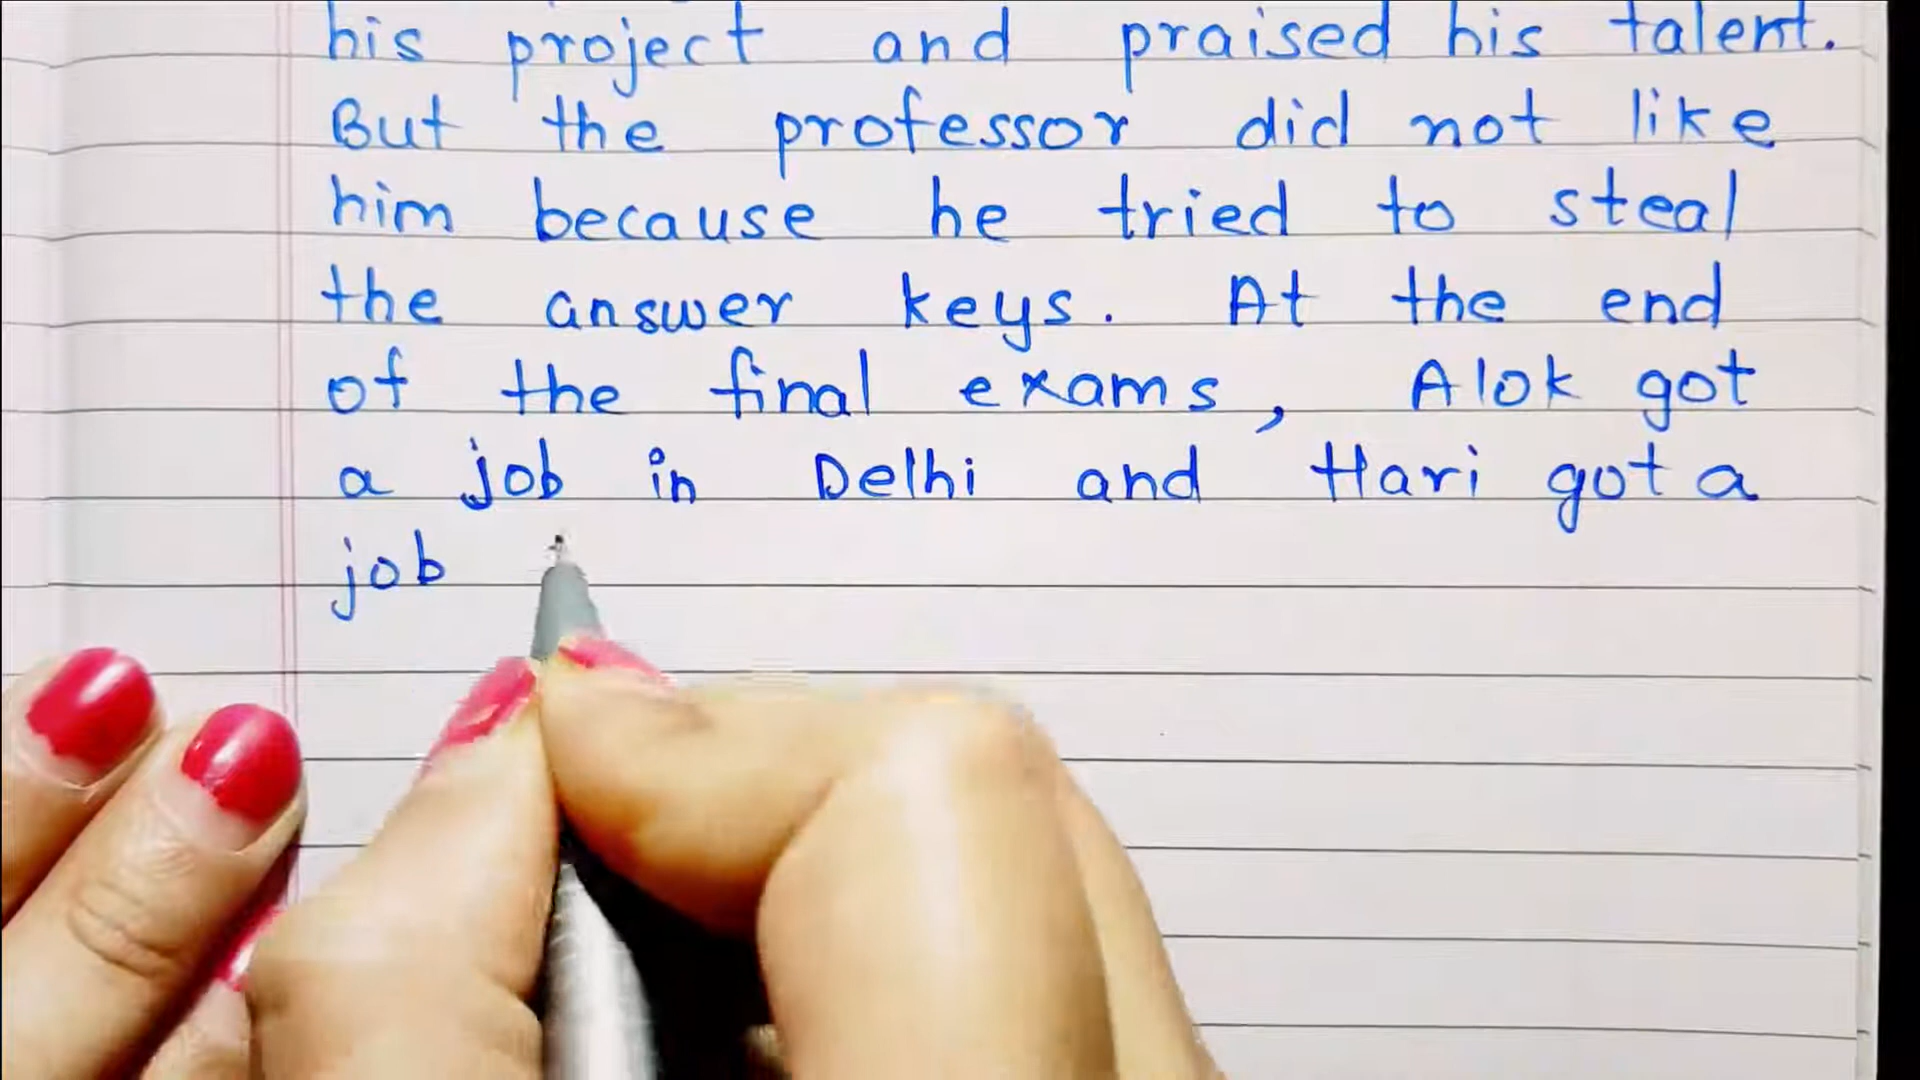 his project and praised his talent.
But the professor did not like
him because he tried to steal
the answer keys. At the end
of the final exams, Alok got
a job in Delhi and Hari got a
job